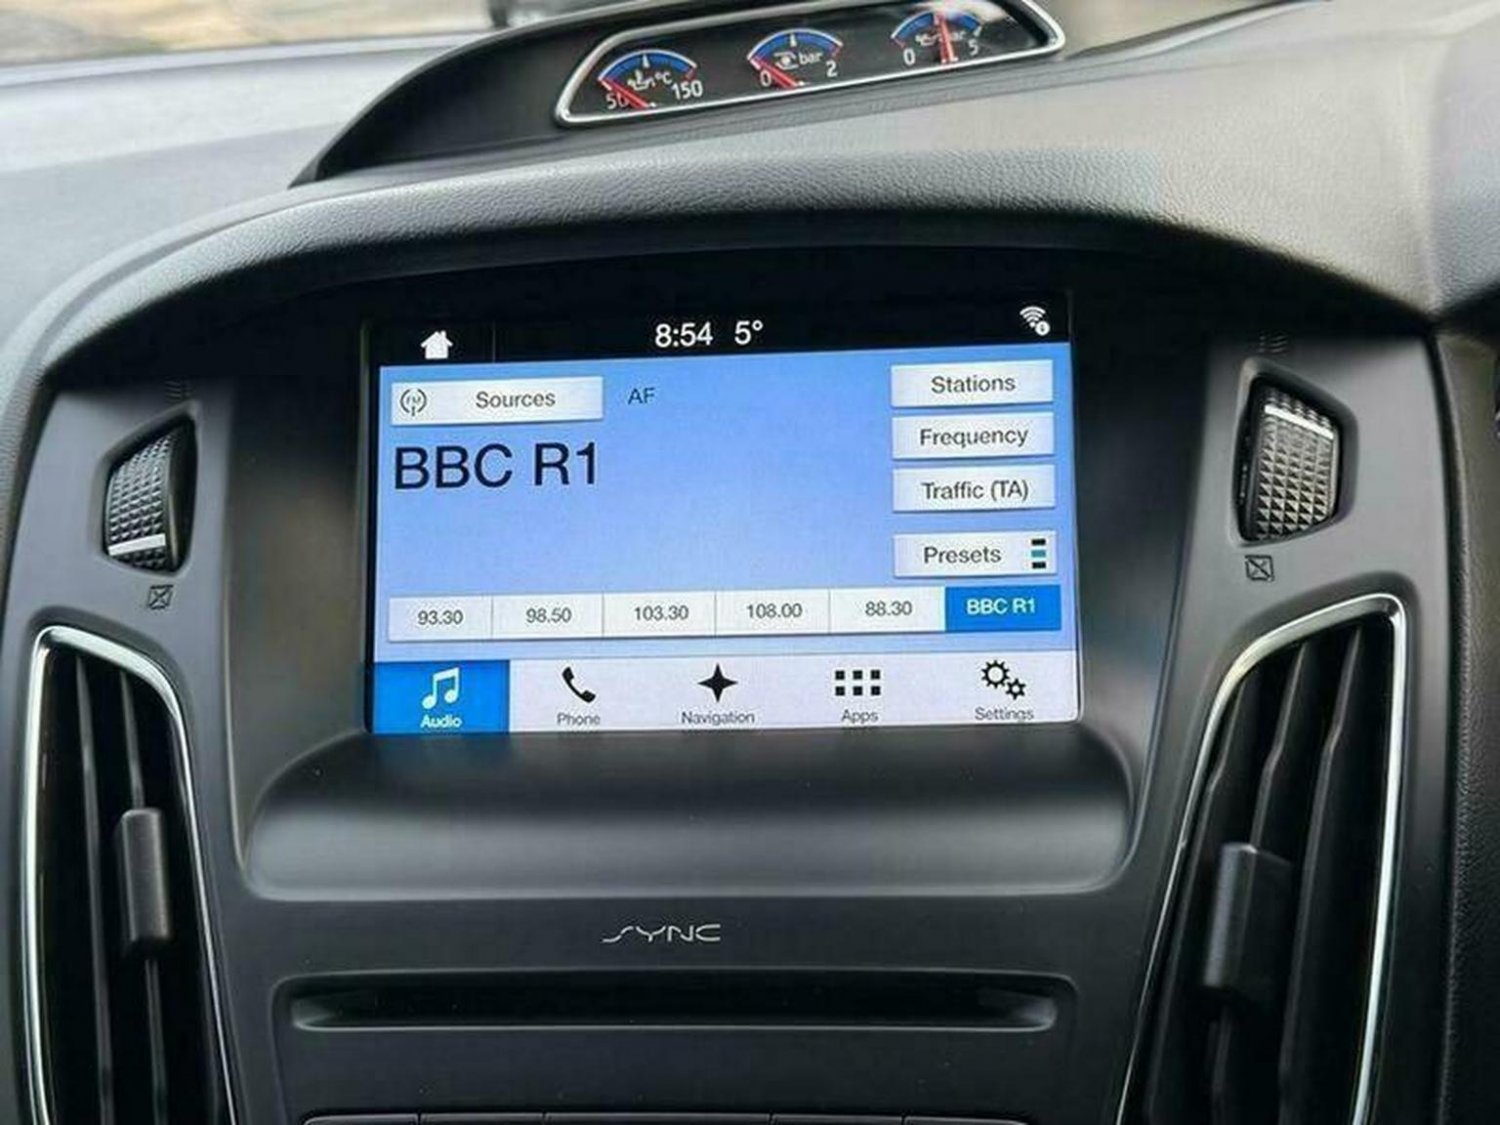 50 °C 150
0 bar 2
0 bar 5
8:54 5°
FM Sources AF Stations
BBC R1
Frequency
Traffic (TA)
Presets
93.30 98.50 103.30 108.00 88.30 BBC R1
Audio Phone Navigation Apps Settings
SYNC